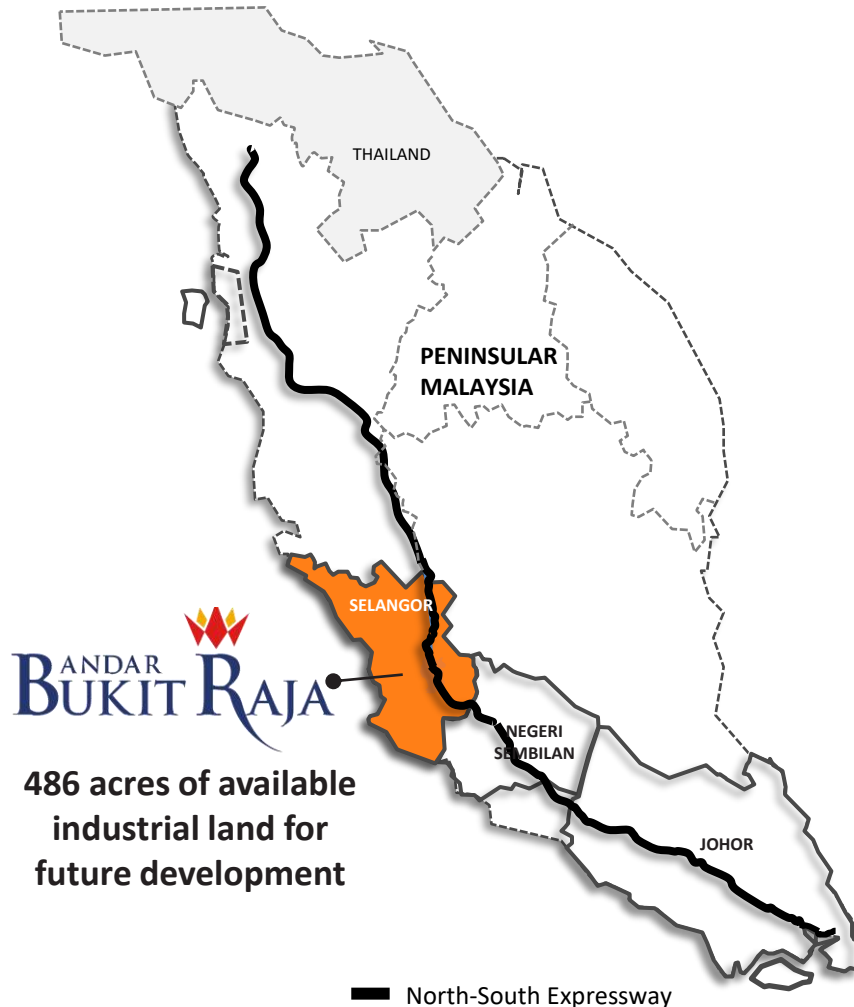 THAILAND
PENINSULAR
MALAYSIA
SELANGOR
BANDAR
BUKIT RAJA
NEGERI
SEMBILAN
486 acres of available
industrial land for
future development
JOHOR
North-South Expressway